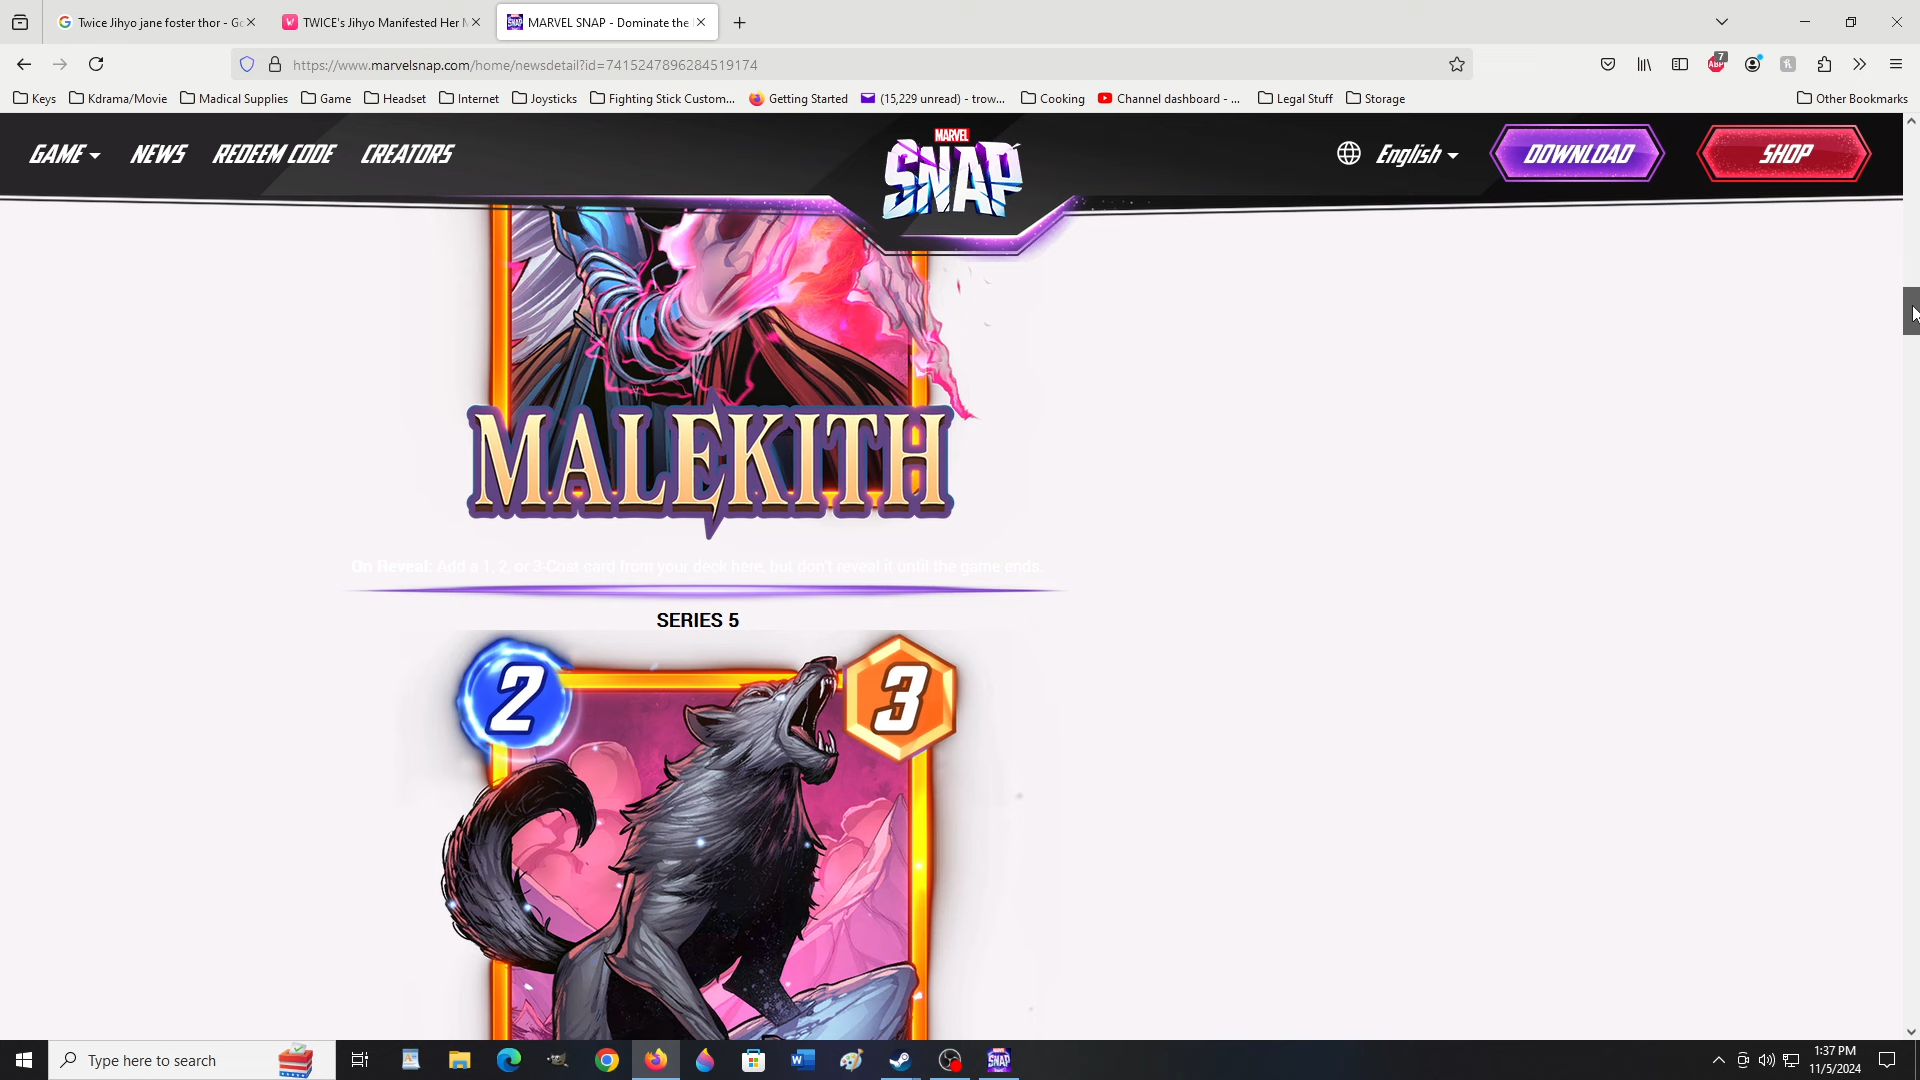 Twice Jihyo jane foster thor - Go
TWICE's Jihyo Manifested Her M
MARVEL SNAP - Dominate the
https://www.marvelsnap.com/home/newsdetail?id=7415247896284519174
7
ABP
Keys
Kdrama/Movie
Madical Supplies
Game
Headset
Internet
Joysticks
Fighting Stick Custom...
Getting Started
(15,229 unread) - trow...
Cooking
Channel dashboard - ...
Legal Stuff
Storage
Other Bookmarks
GAME
NEWS
REDEEM CODE
CREATORS
MARVEL
SNAP
English
DOWNLOAD
SHOP
MALEKITH
On Reveal: Add a 1, 2, or 3-Cost card from your deck here, but don't reveal it until the game ends.
SERIES 5
2
3
Type here to search
1:37 PM
11/5/2024